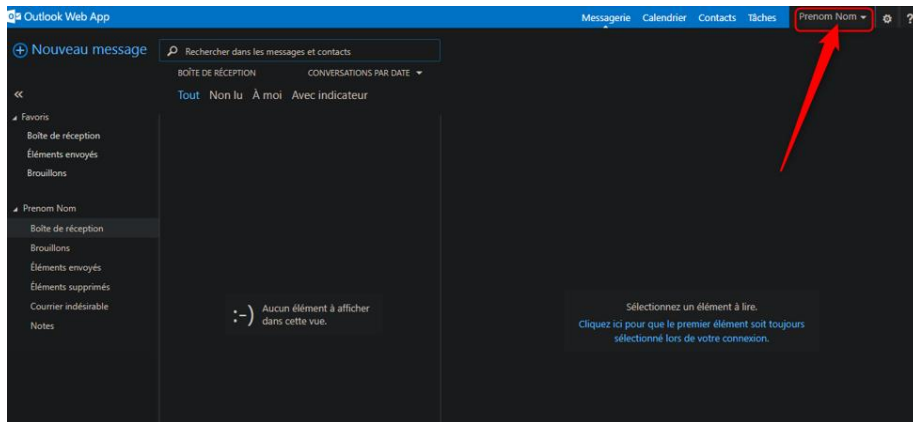 Outlook Web App
Messagerie Calendrier Contacts Tâches Prenom Nom ?
Nouveau message
Rechercher dans les messages et contacts
BOÎTE DE RÉCEPTION CONVERSATIONS PAR DATE
Tout Non lu À moi Avec indicateur
«
Favoris
Boîte de réception
Éléments envoyés
Brouillons
Prenom Nom
Boîte de réception
Brouillons
Éléments envoyés
Éléments supprimés
Courrier indésirable
Notes
:-) Aucun élément à afficher
dans cette vue.
Sélectionnez un élément à lire.
Cliquez ici pour que le premier élément soit toujours
sélectionné lors de votre connexion.